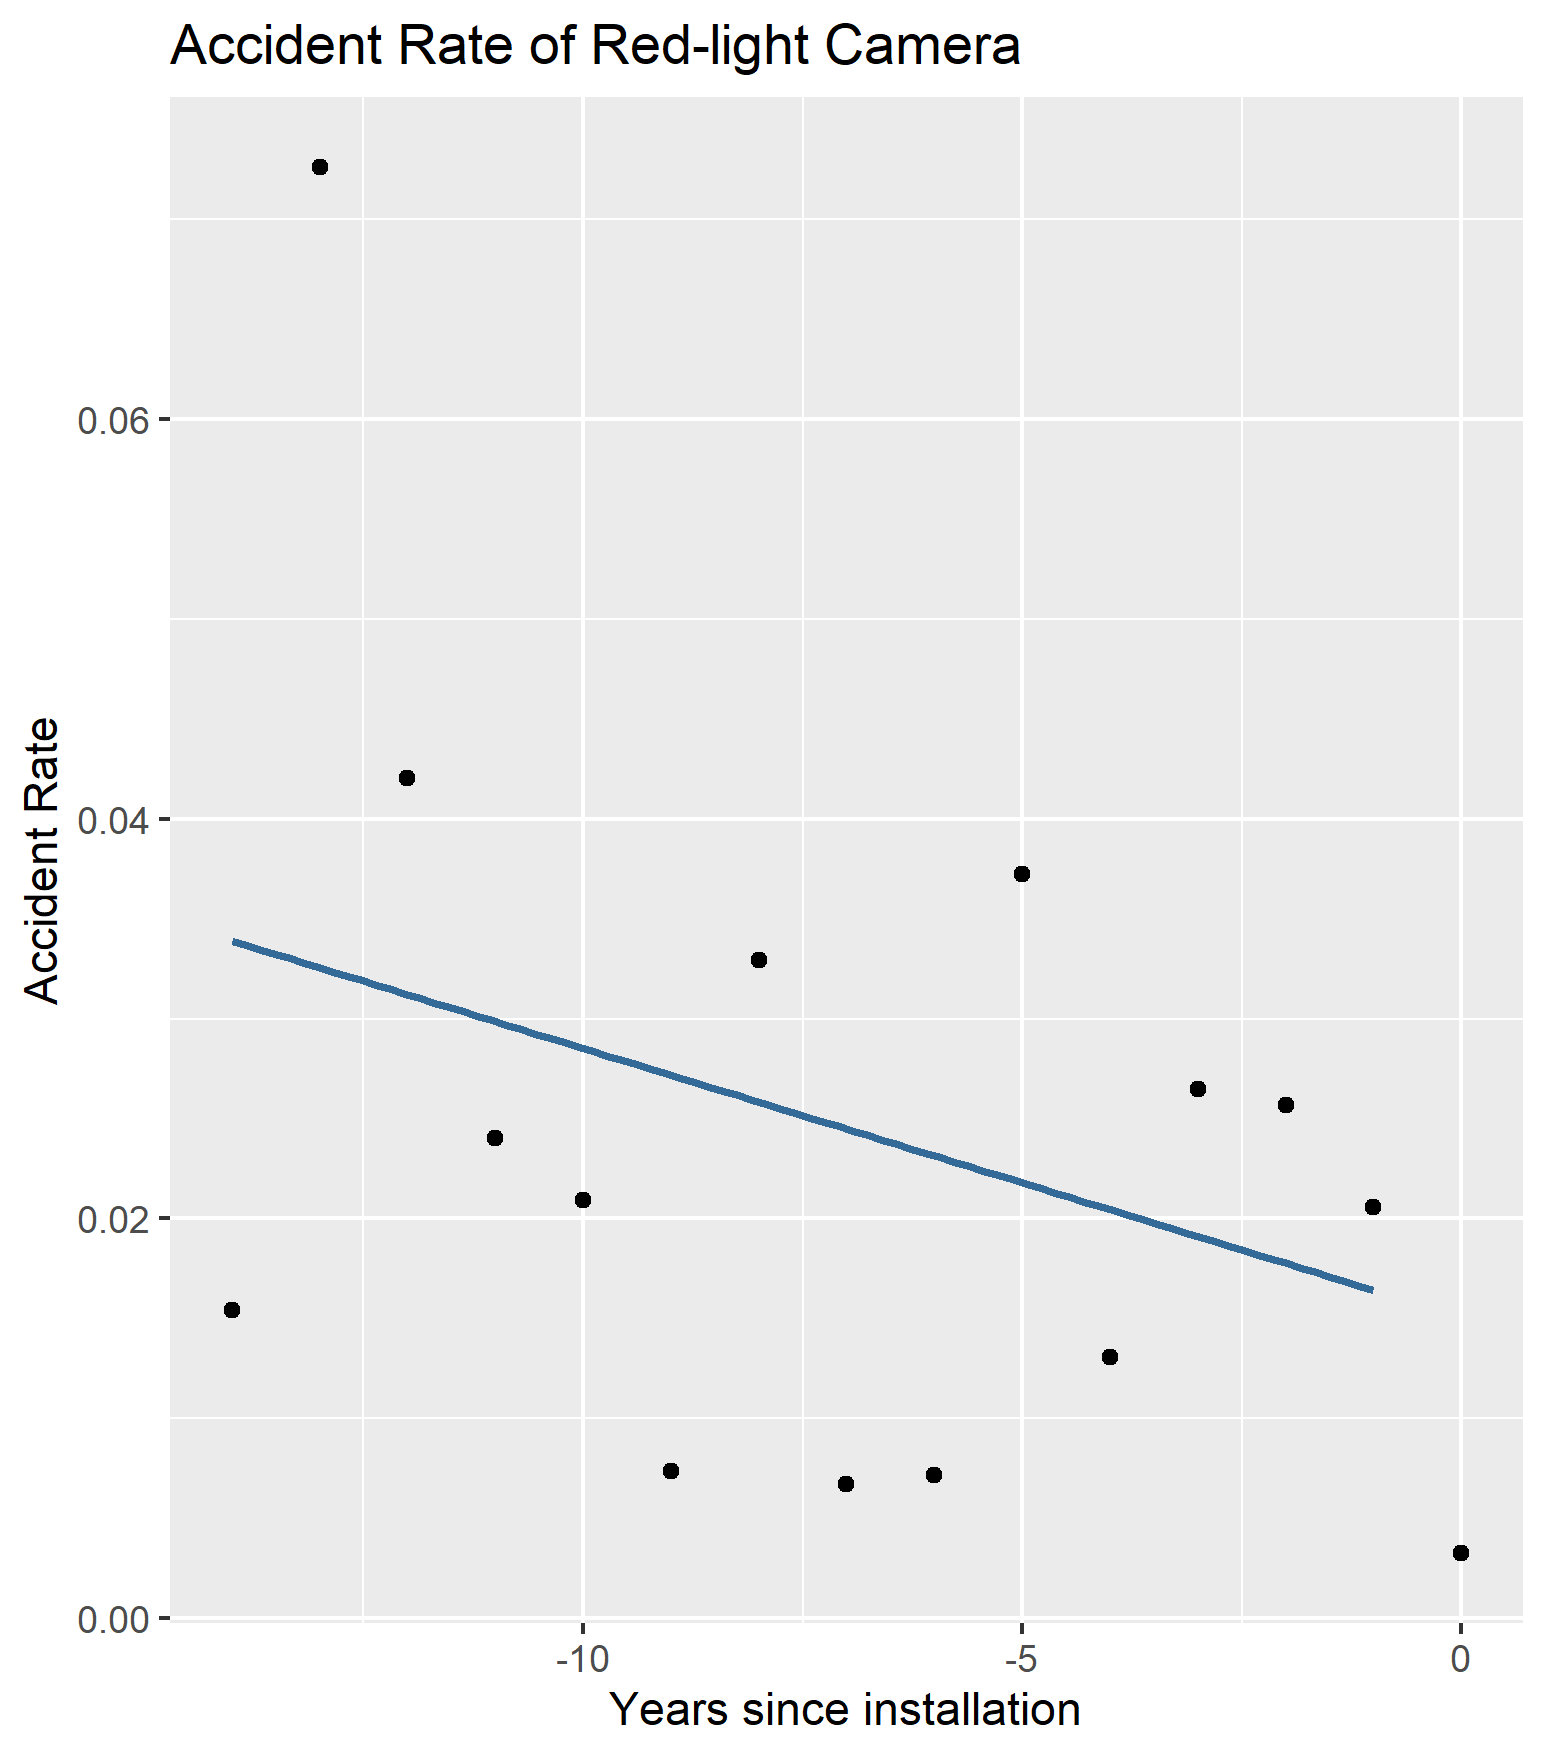 Accident Rate of Red-light Camera
Accident Rate
0.06
0.04
0.02
0.00
-10
-5
0
Years since installation